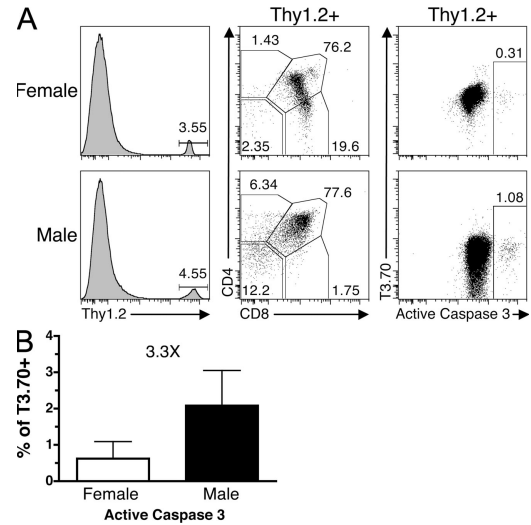 A
Thy1.2+
Thy1.2+
Female
3.55
1.43
76.2
2.35
19.6
0.31
Male
4.55
6.34
77.6
12.2
1.75
1.08
CD4
T3.70
Thy1.2
CD8
Active Caspase 3
B
% of T3.70+
4
3
2
1
0
3.3X
Female
Male
Active Caspase 3